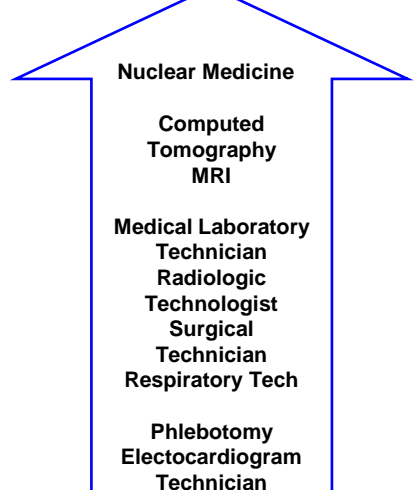 Nuclear Medicine
Computed
Tomography
MRI
Medical Laboratory
Technician
Radiologic
Technologist
Surgical
Technician
Respiratory Tech
Phlebotomy
Electocardiogram
Technician